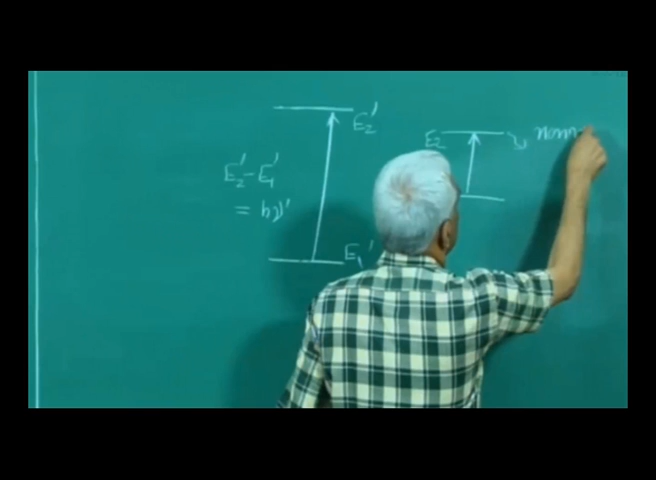 E₂'
E₂
E₂' - E₁'
= hν'
E₁'